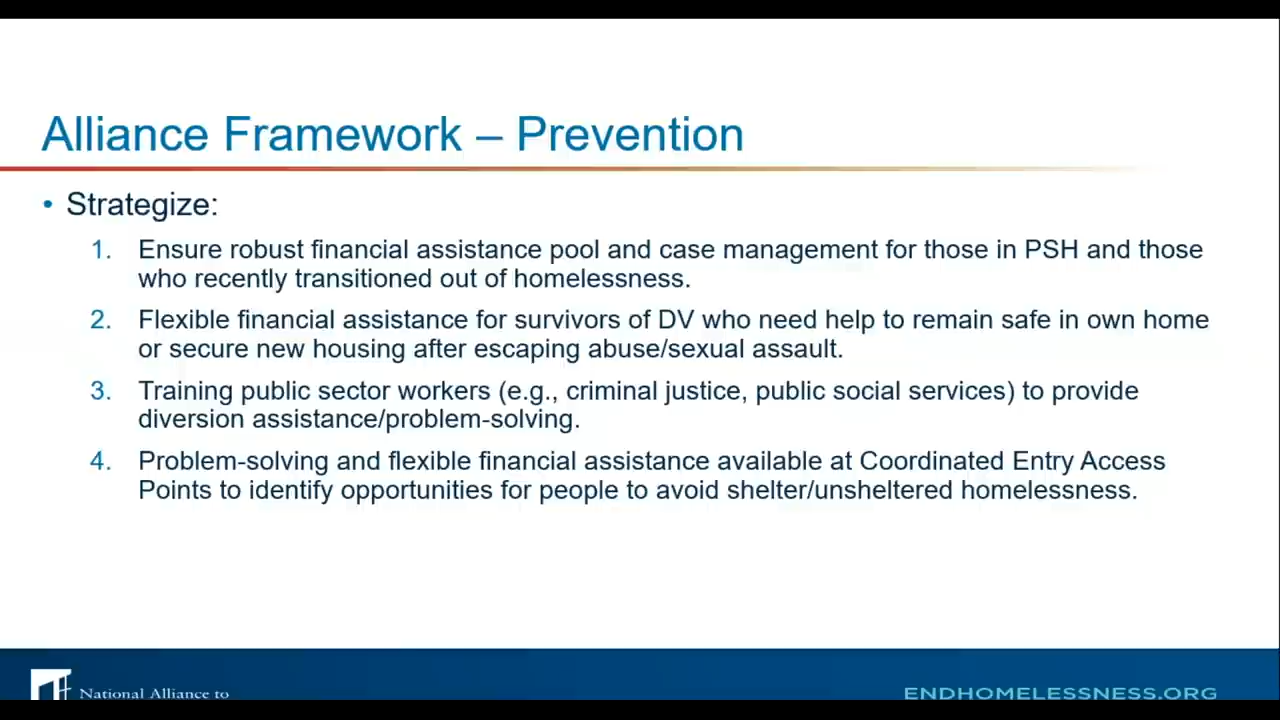 Alliance Framework – Prevention
• Strategize:
1. Ensure robust financial assistance pool and case management for those in PSH and those
who recently transitioned out of homelessness.
2. Flexible financial assistance for survivors of DV who need help to remain safe in own home
or secure new housing after escaping abuse/sexual assault.
3. Training public sector workers (e.g., criminal justice, public social services) to provide
diversion assistance/problem-solving.
4. Problem-solving and flexible financial assistance available at Coordinated Entry Access
Points to identify opportunities for people to avoid shelter/unsheltered homelessness.
National Alliance to
ENDHOMELESSNESS.ORG